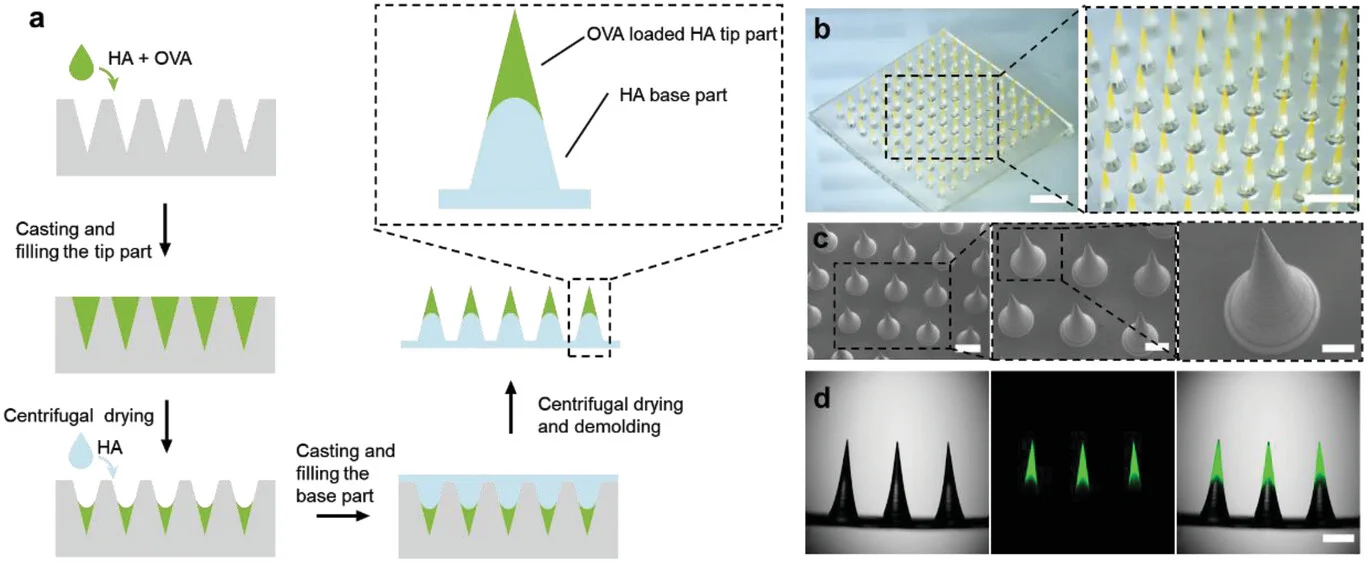 a
HA + OVA
Casting and
filling the tip part
Centrifugal drying
HA
Casting and
filling the
base part
Centrifugal drying
and demolding
OVA loaded HA tip part
HA base part
b
c
d